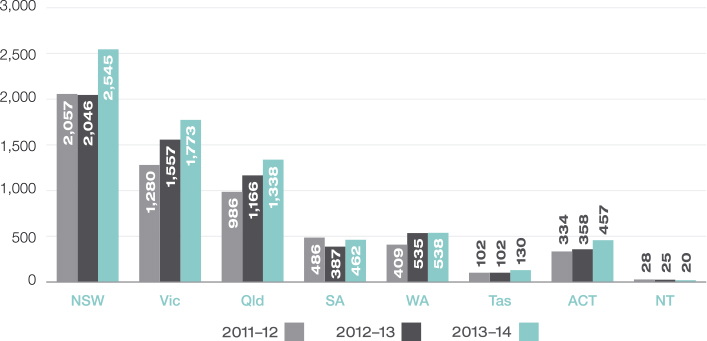 3,000
2,500
2,000
1,500
1,000
500
0
2,057 2,046 2,545
1,280 1,557 1,773
986 1,166 1,338
486 387 462
409 535 538
102 102 130
334 358 457
28 25 20
NSW Vic Qld SA WA Tas ACT NT
2011–12 2012–13 2013–14